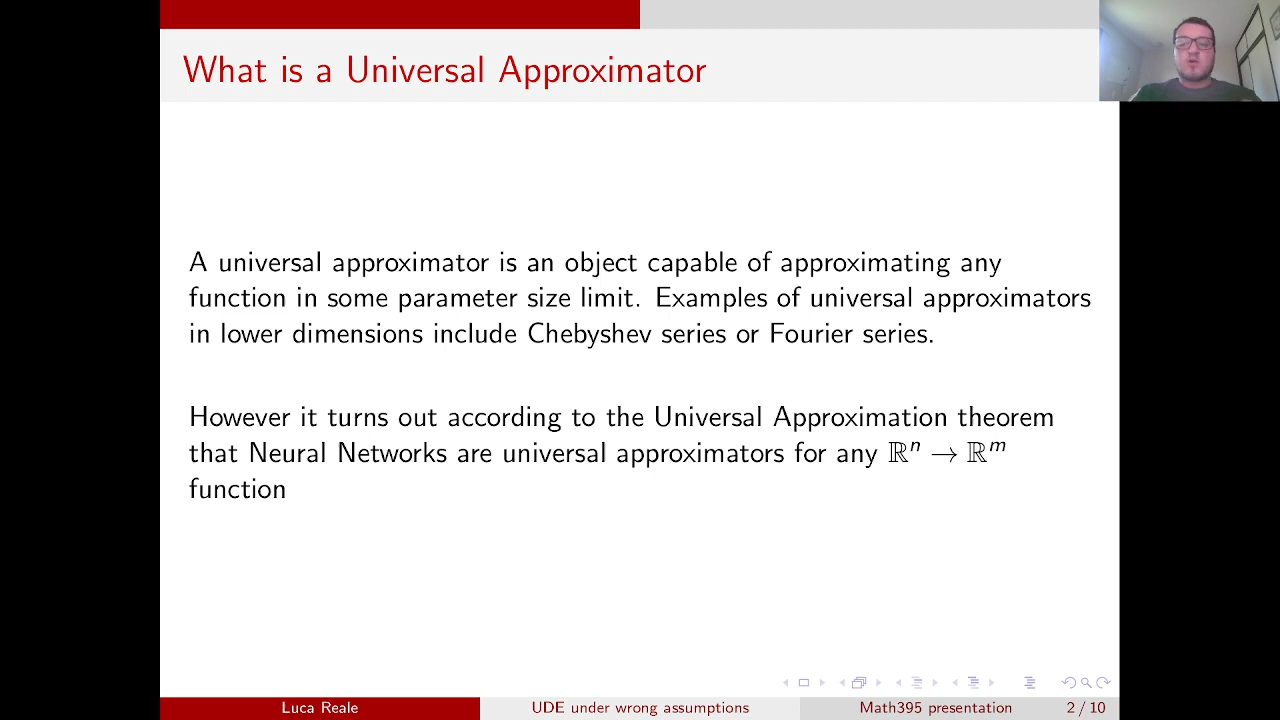 What is a Universal Approximator
A universal approximator is an object capable of approximating any
function in some parameter size limit. Examples of universal approximators
in lower dimensions include Chebyshev series or Fourier series.
However it turns out according to the Universal Approximation theorem
that Neural Networks are universal approximators for any ℝⁿ → ℝᵐ
function
Luca Reale
UDE under wrong assumptions
Math395 presentation
2 / 10